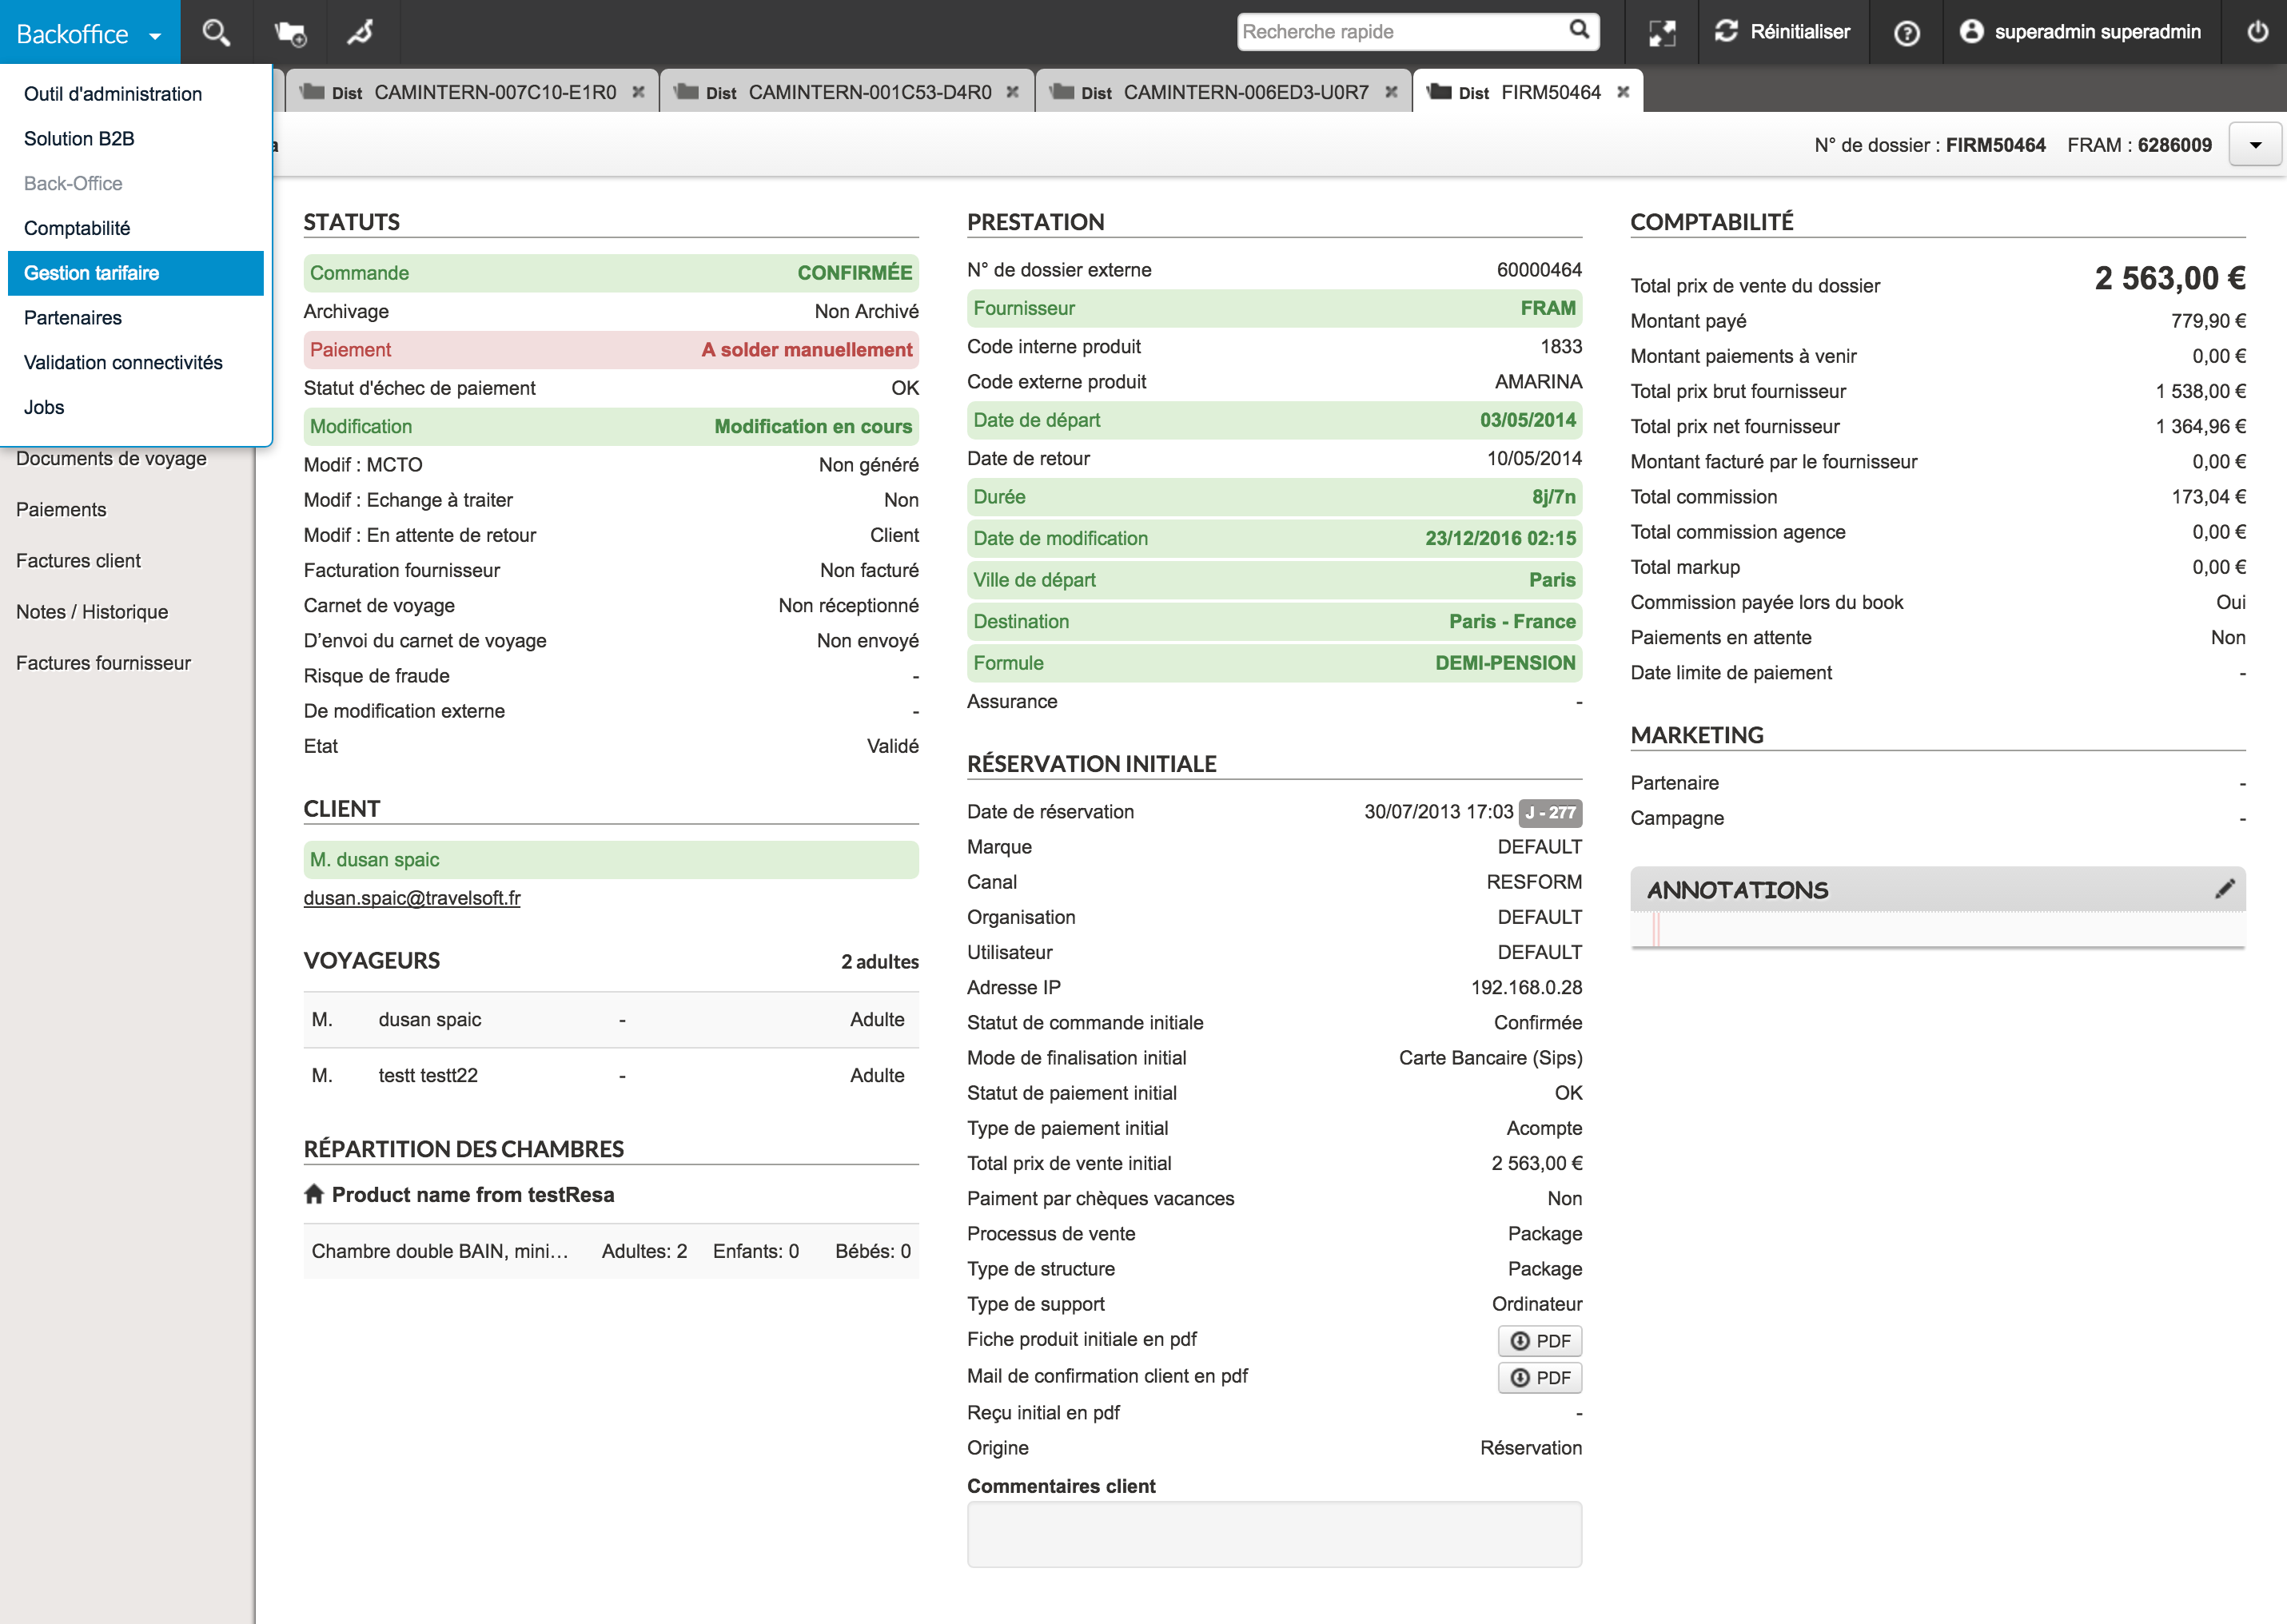 Backoffice
Recherche rapide
Réinitialiser
superadmin superadmin
Outil d'administration
Solution B2B
Back-Office
Comptabilité
Gestion tarifaire
Partenaires
Validation connectivités
Jobs
Documents de voyage
Paiements
Factures client
Notes / Historique
Factures fournisseur
Dist CAMINTERN-007C10-E1R0
Dist CAMINTERN-001C53-D4R0
Dist CAMINTERN-006ED3-U0R7
Dist FIRM50464
N° de dossier : FIRM50464 FRAM : 6286009
STATUTS
Commande CONFIRMÉE
Archivage Non Archivé
Paiement A solder manuellement
Statut d'échec de paiement OK
Modification Modification en cours
Modif : MCTO Non généré
Modif : Echange à traiter Non
Modif : En attente de retour Client
Facturation fournisseur Non facturé
Carnet de voyage Non réceptionné
D’envoi du carnet de voyage Non envoyé
Risque de fraude -
De modification externe -
Etat Validé
CLIENT
M. dusan spaic
dusan.spaic@travelsoft.fr
VOYAGEURS 2 adultes
M. dusan spaic - Adulte
M. testt testt22 - Adulte
RÉPARTITION DES CHAMBRES
Product name from testResa
Chambre double BAIN, mini… Adultes: 2 Enfants: 0 Bébés: 0
PRESTATION
N° de dossier externe 60000464
Fournisseur FRAM
Code interne produit 1833
Code externe produit AMARINA
Date de départ 03/05/2014
Date de retour 10/05/2014
Durée 8j/7n
Date de modification 23/12/2016 02:15
Ville de départ Paris
Destination Paris - France
Formule DEMI-PENSION
Assurance -
RÉSERVATION INITIALE
Date de réservation 30/07/2013 17:03 J - 277
Marque DEFAULT
Canal RESFORM
Organisation DEFAULT
Utilisateur DEFAULT
Adresse IP 192.168.0.28
Statut de commande initiale Confirmée
Mode de finalisation initial Carte Bancaire (Sips)
Statut de paiement initial OK
Type de paiement initial Acompte
Total prix de vente initial 2 563,00 €
Paiment par chèques vacances Non
Processus de vente Package
Type de structure Package
Type de support Ordinateur
Fiche produit initiale en pdf PDF
Mail de confirmation client en pdf PDF
Reçu initial en pdf -
Origine Réservation
Commentaires client
COMPTABILITÉ
Total prix de vente du dossier 2 563,00 €
Montant payé 779,90 €
Montant paiements à venir 0,00 €
Total prix brut fournisseur 1 538,00 €
Total prix net fournisseur 1 364,96 €
Montant facturé par le fournisseur 0,00 €
Total commission 173,04 €
Total commission agence 0,00 €
Total markup 0,00 €
Commission payée lors du book Oui
Paiements en attente Non
Date limite de paiement -
MARKETING
Partenaire -
Campagne -
ANNOTATIONS